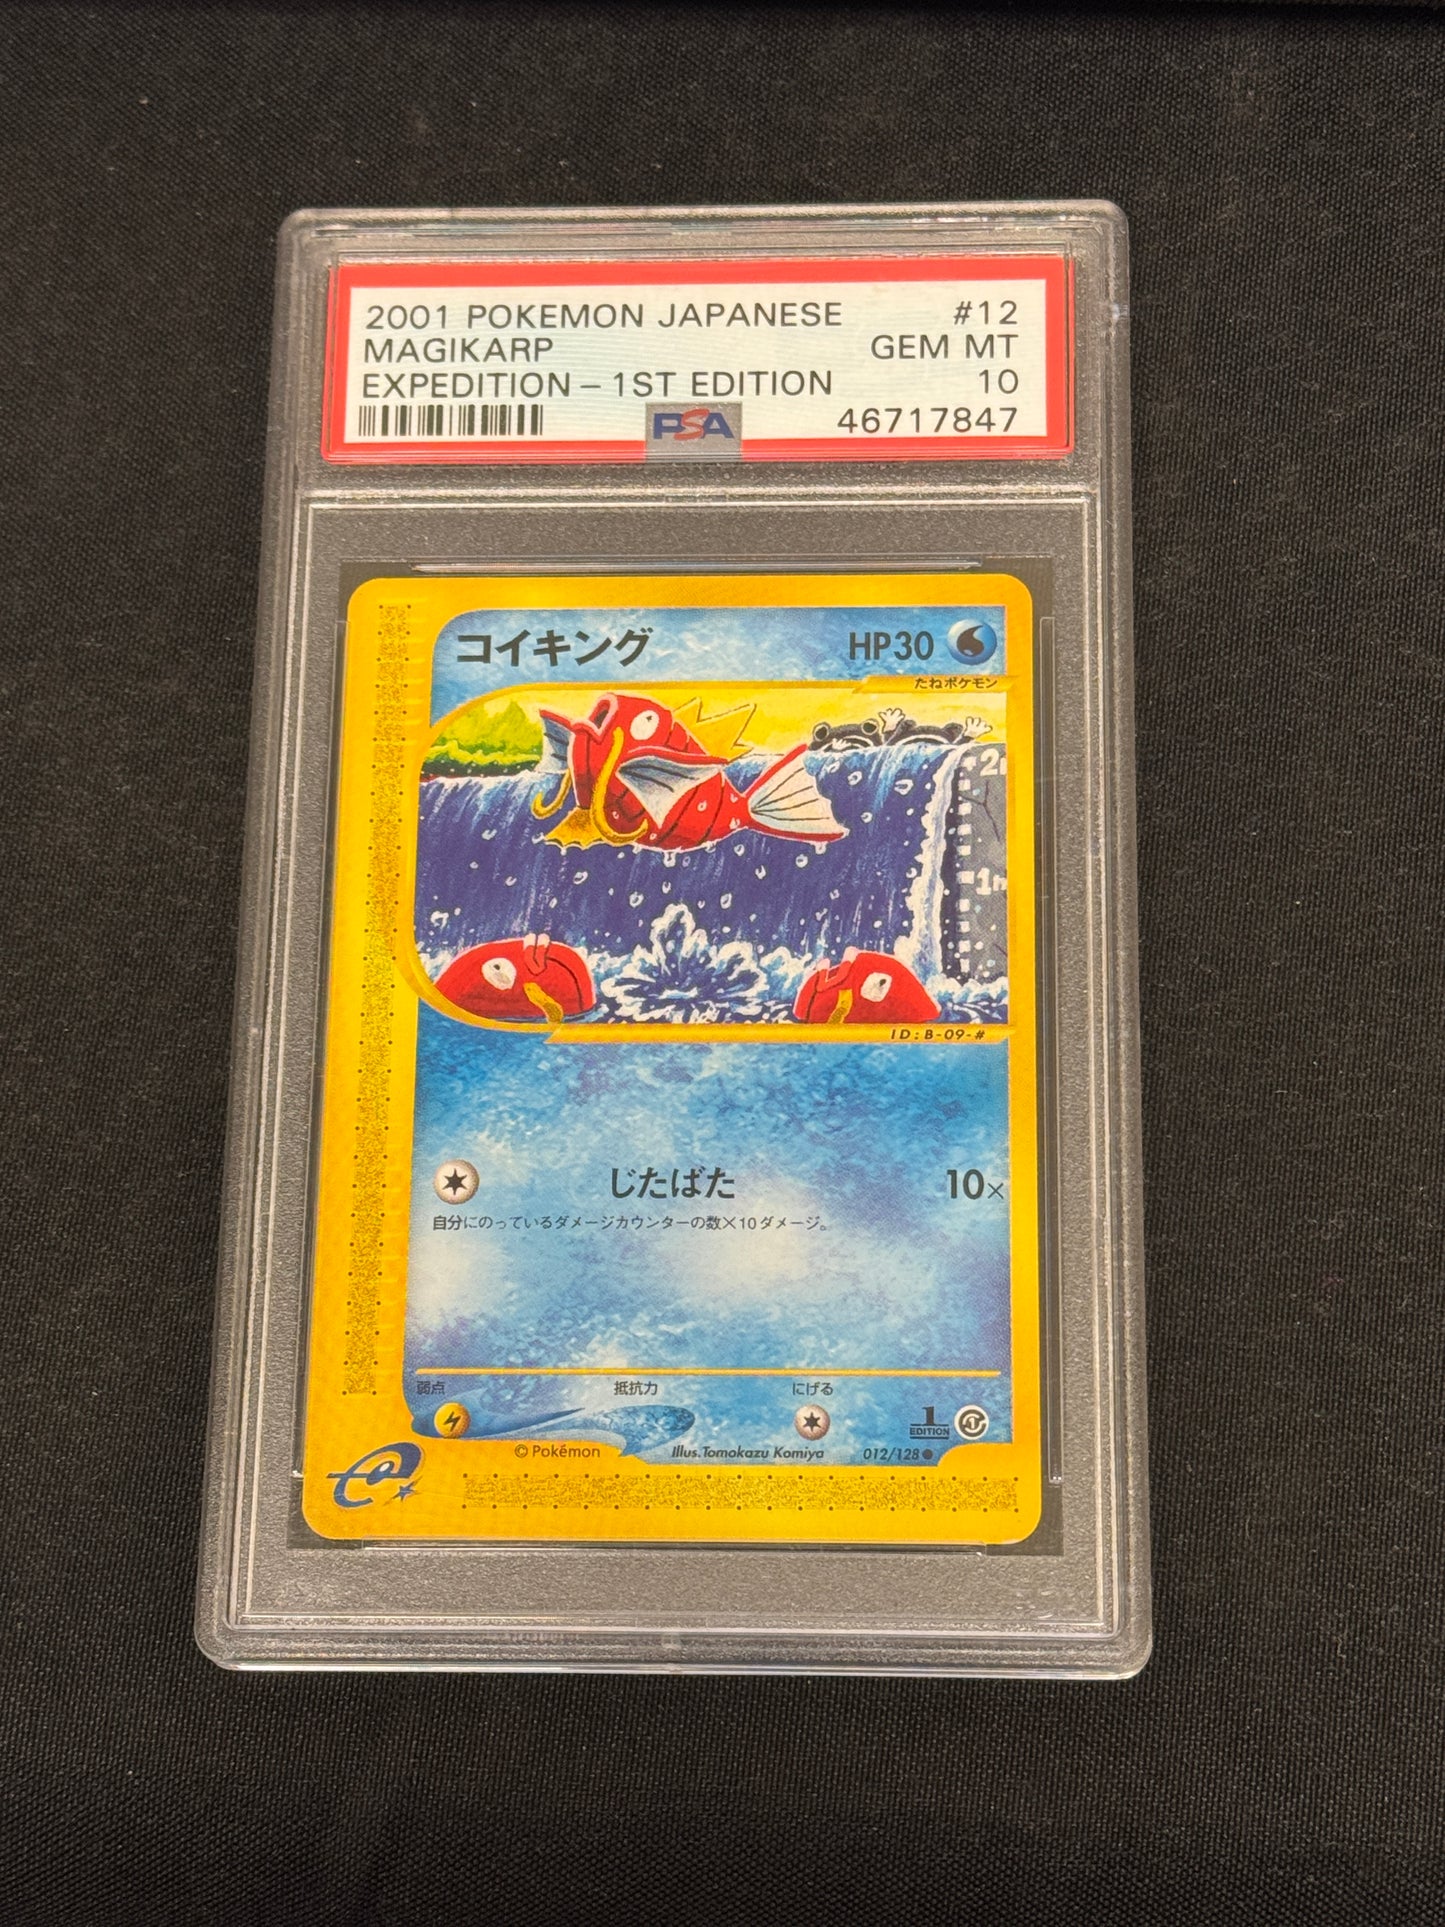 2001 POKEMON JAPANESE #12
MAGIKARP GEM MT
EXPEDITION - 1ST EDITION 10
PSA 46717847
コイキング HP30
たねポケモン
2m
1m
ID:B-09-#
じたばた 10×
自分にのっているダメージカウンターの数×10ダメージ。
弱点 抵抗力 にげる
1 EDITION
©Pokémon Illus.Tomokazu Komiya 012/128●
e